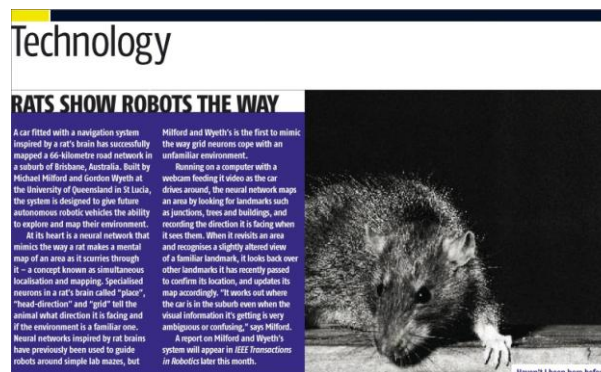 Technology
RATS SHOW ROBOTS THE WAY
A car fitted with a navigation system
inspired by a rat's brain has successfully
mapped a 66-kilometre road network in
a suburb of Brisbane, Australia. Built by
Michael Milford and Gordon Wyeth at
the University of Queensland in St Lucia,
the system is designed to give future
autonomous robotic vehicles the ability
to explore and map their environment.
At its heart is a neural network that
mimics the way a rat makes a mental
map of an area as it scurries through
it – a concept known as simultaneous
localisation and mapping. Specialised
neurons in a rat's brain called "place",
"head-direction" and "grid" tell the
animal what direction it is facing and
if the environment is a familiar one.
Neural networks inspired by rat brains
have previously been used to guide
robots around simple lab mazes, but
Milford and Wyeth's is the first to mimic
the way grid neurons cope with an
unfamiliar environment.
Running on a computer with a
webcam feeding it video as the car
drives around, the neural network maps
an area by looking for landmarks such
as junctions, trees and buildings, and
recording the direction it is facing when
it sees them. When it revisits an area
and recognises a slightly altered view
of a familiar landmark, it looks back over
other landmarks it has recently passed
to confirm its location, and updates its
map accordingly. "It works out where
the car is in the suburb even when the
visual information it's getting is very
ambiguous or confusing," says Milford.
A report on Milford and Wyeth's
system will appear in IEEE Transactions
in Robotics later this month.